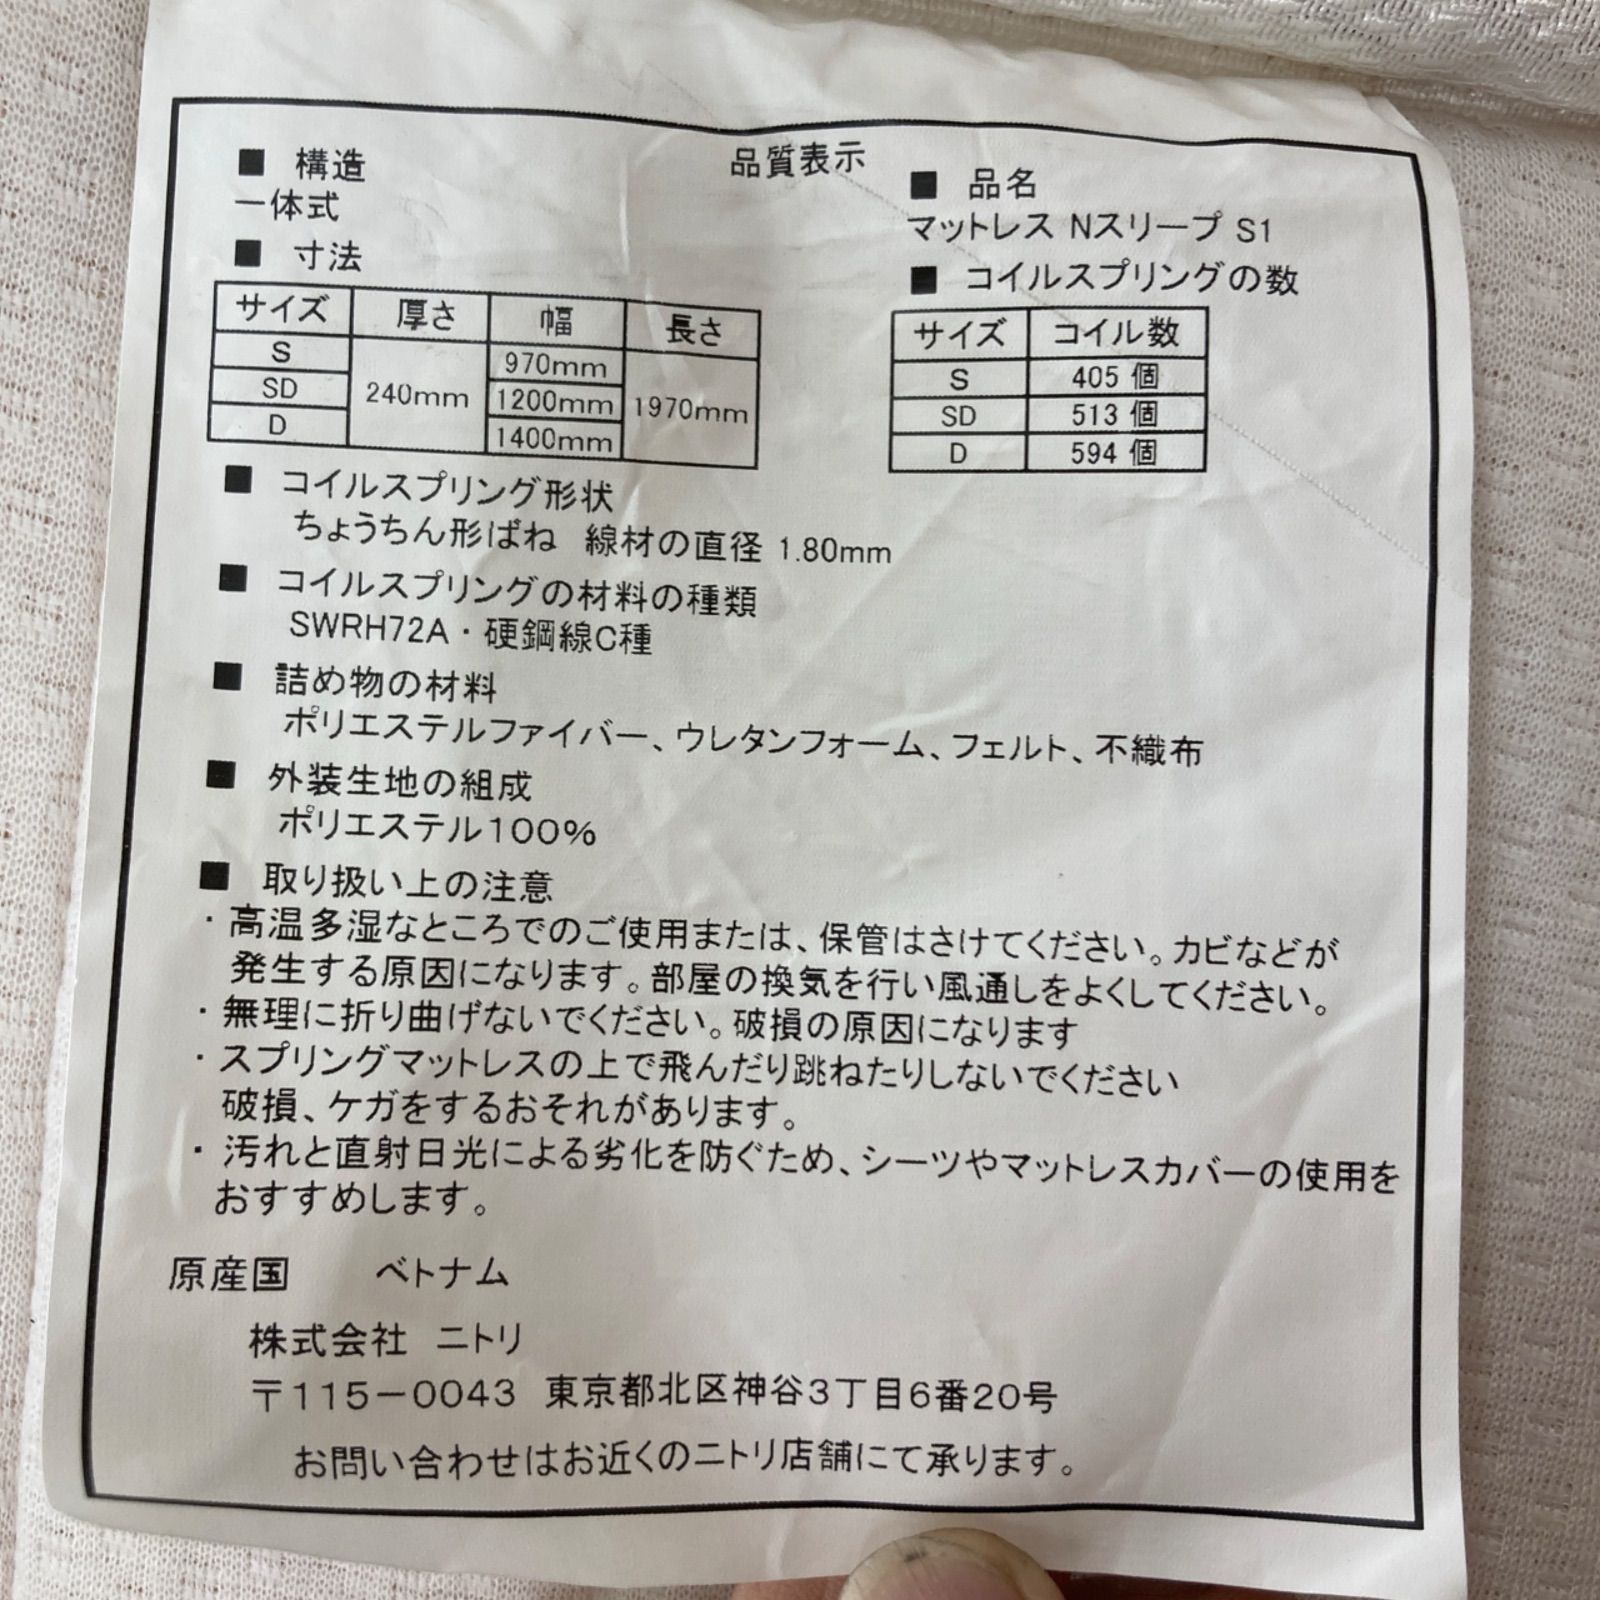 品質表示
■ 構造
一体式
■ 寸法
サイズ 厚さ 幅 長さ
S 240mm 970mm 1970mm
SD 1200mm
D 1400mm
■ 品名
マットレス Nスリープ S1
■ コイルスプリングの数
サイズ コイル数
S 405 個
SD 513 個
D 594 個
■ コイルスプリング形状
ちょうちん形ばね 線材の直径 1.80mm
■ コイルスプリングの材料の種類
SWRH72A・硬鋼線C種
■ 詰め物の材料
ポリエステルファイバー、ウレタンフォーム、フェルト、不織布
■ 外装生地の組成
ポリエステル100%
■ 取り扱い上の注意
・高温多湿なところでのご使用または、保管はさけてください。カビなどが
発生する原因になります。部屋の換気を行い風通しをよくしてください。
・無理に折り曲げないでください。破損の原因になります
・スプリングマットレスの上で飛んだり跳ねたりしないでください
破損、ケガをするおそれがあります。
・汚れと直射日光による劣化を防ぐため、シーツやマットレスカバーの使用を
おすすめします。
原産国 ベトナム
株式会社 ニトリ
〒115-0043 東京都北区神谷3丁目6番20号
お問い合わせはお近くのニトリ店舗にて承ります。